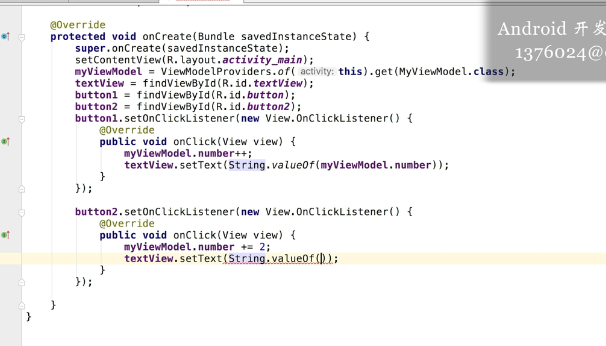 @Override
protected void onCreate(Bundle savedInstanceState) {
super.onCreate(savedInstanceState);
setContentView(R.layout.activity_main);
myViewModel = ViewModelProviders.of( activity: this).get(MyViewModel.class);
textView = findViewById(R.id.textView);
button1 = findViewById(R.id.button);
button2 = findViewById(R.id.button2);
button1.setOnClickListener(new View.OnClickListener() {
@Override
public void onClick(View view) {
myViewModel.number++;
textView.setText(String.valueOf(myViewModel.number));
}
});
button2.setOnClickListener(new View.OnClickListener() {
@Override
public void onClick(View view) {
myViewModel.number += 2;
textView.setText(String.valueOf());
}
});
}
}
Android 开发
1376024@